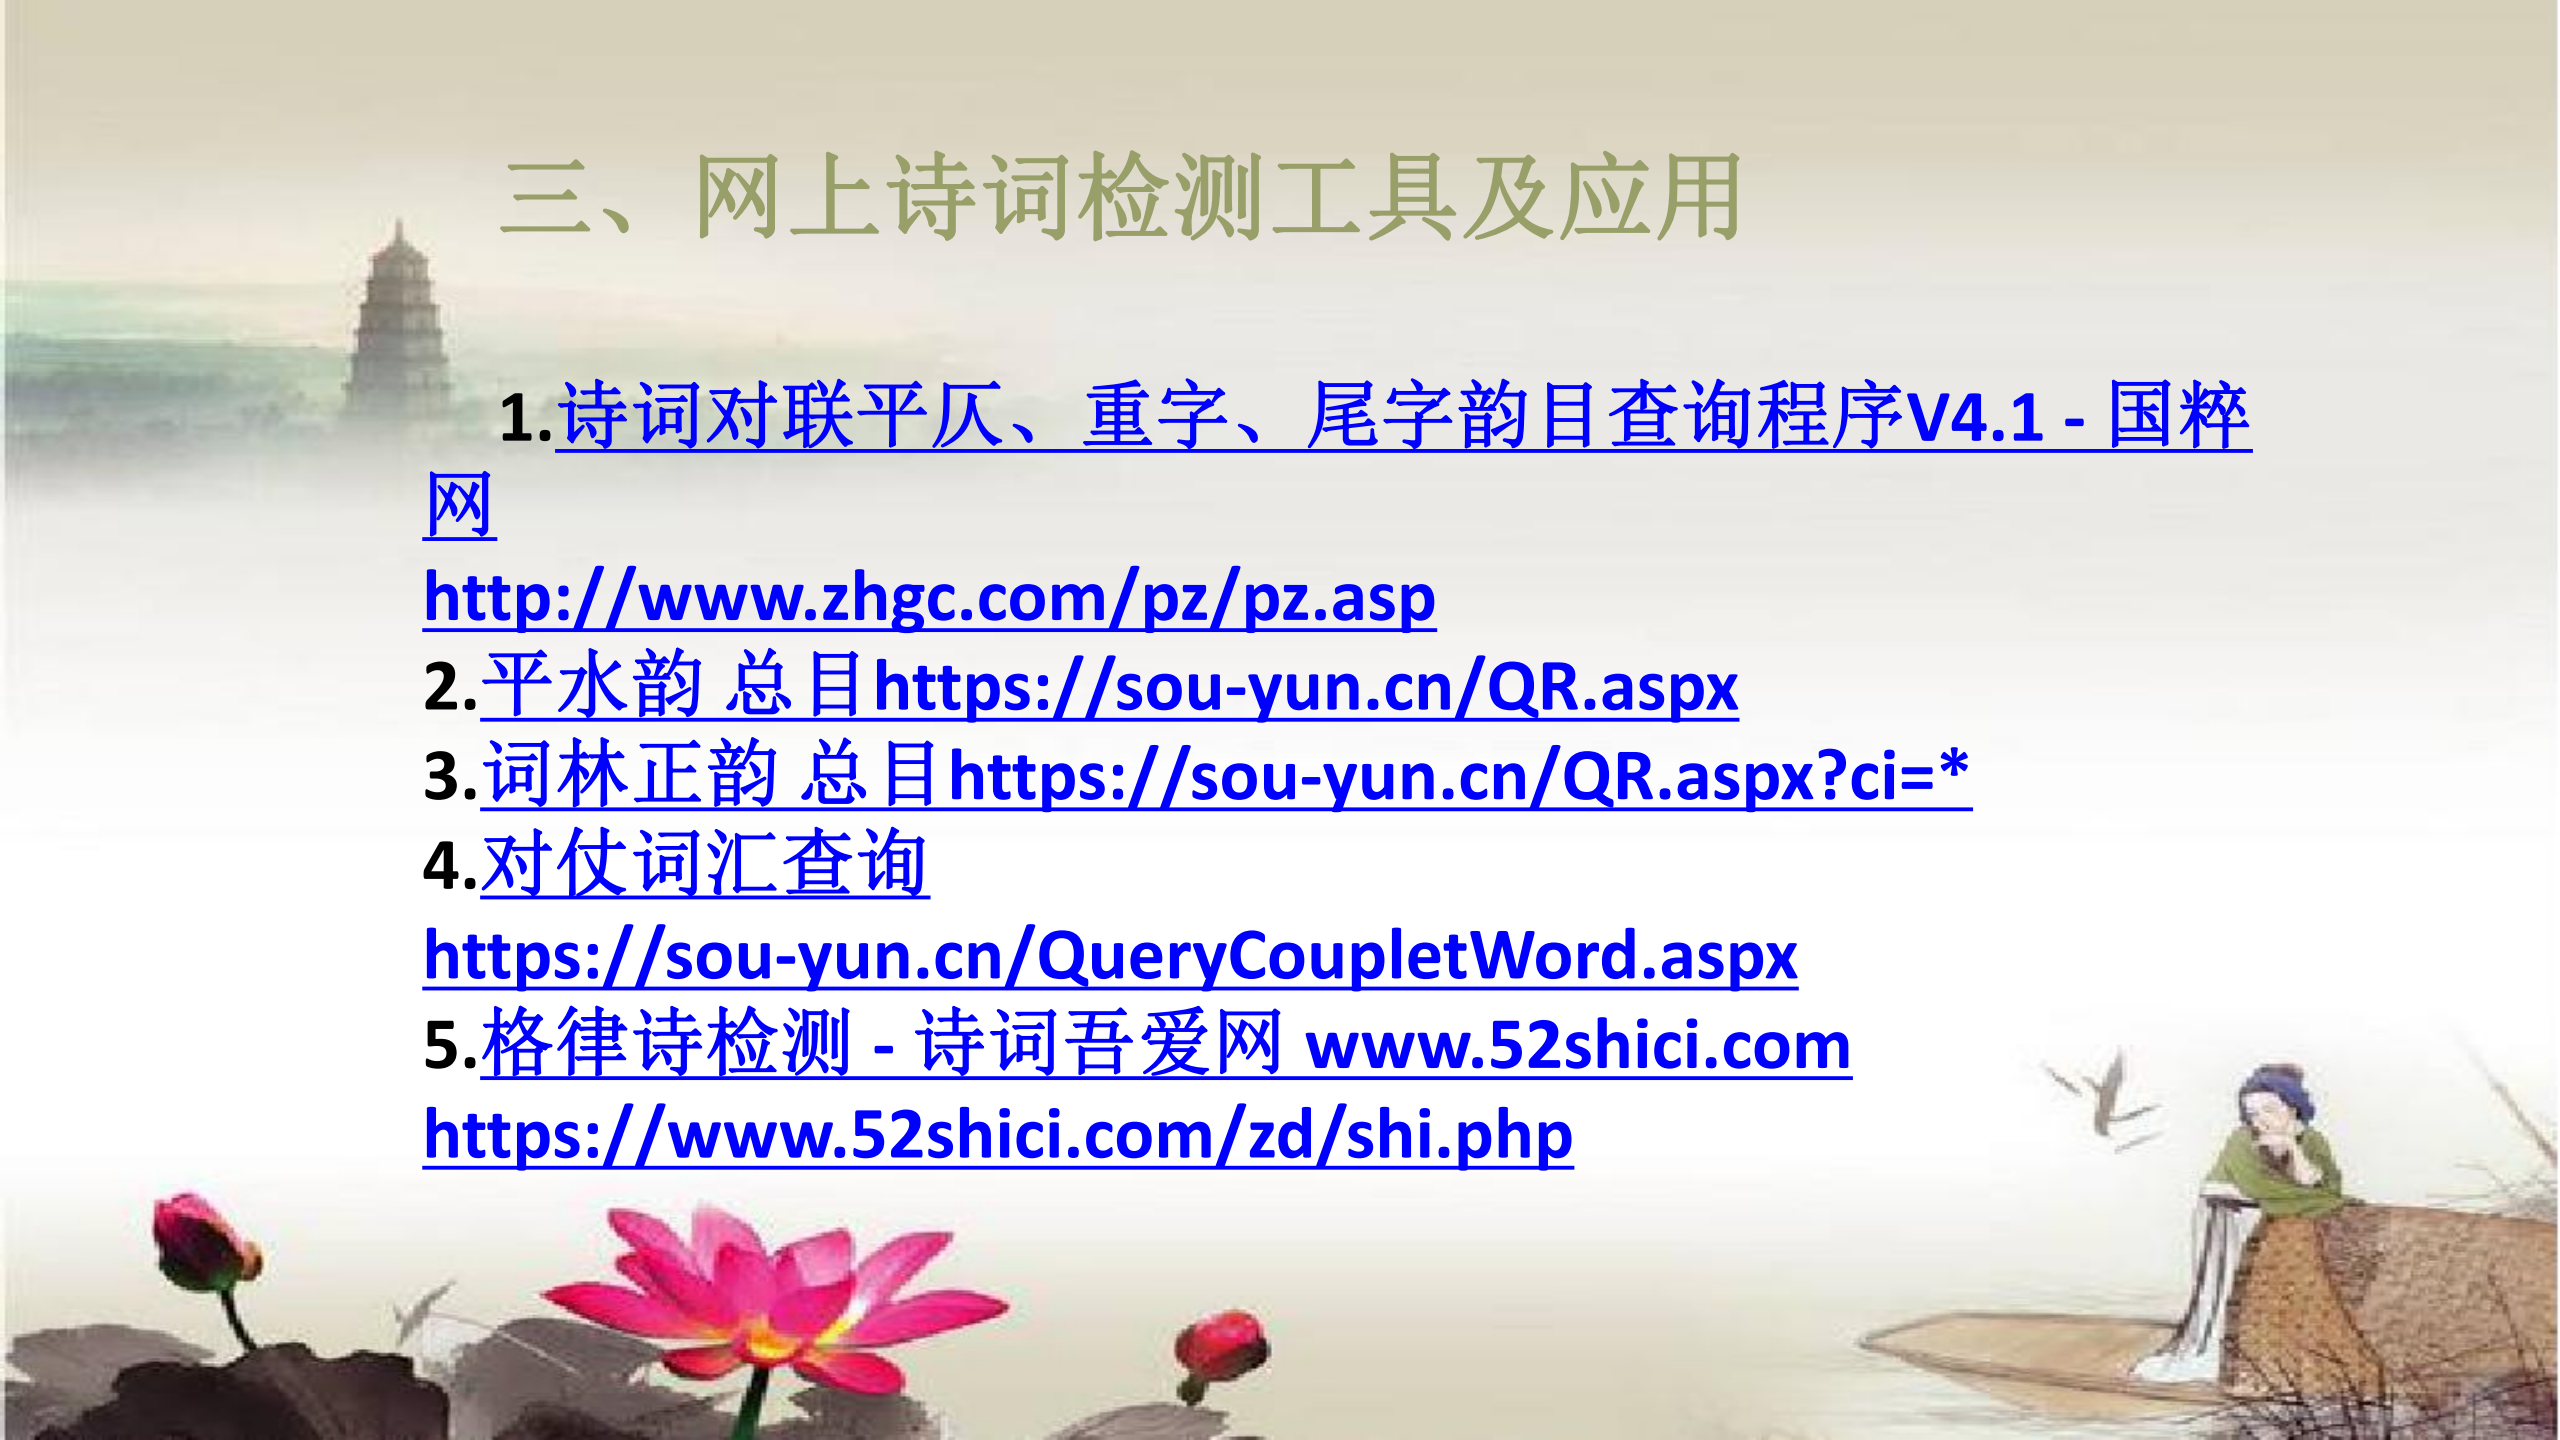 三、网上诗词检测工具及应用
1.诗词对联平仄、重字、尾字韵目查询程序V4.1 - 国粹
网
http://www.zhgc.com/pz/pz.asp
2.平水韵 总目https://sou-yun.cn/QR.aspx
3.词林正韵 总目https://sou-yun.cn/QR.aspx?ci=*
4.对仗词汇查询
https://sou-yun.cn/QueryCoupletWord.aspx
5.格律诗检测 - 诗词吾爱网 www.52shici.com
https://www.52shici.com/zd/shi.php